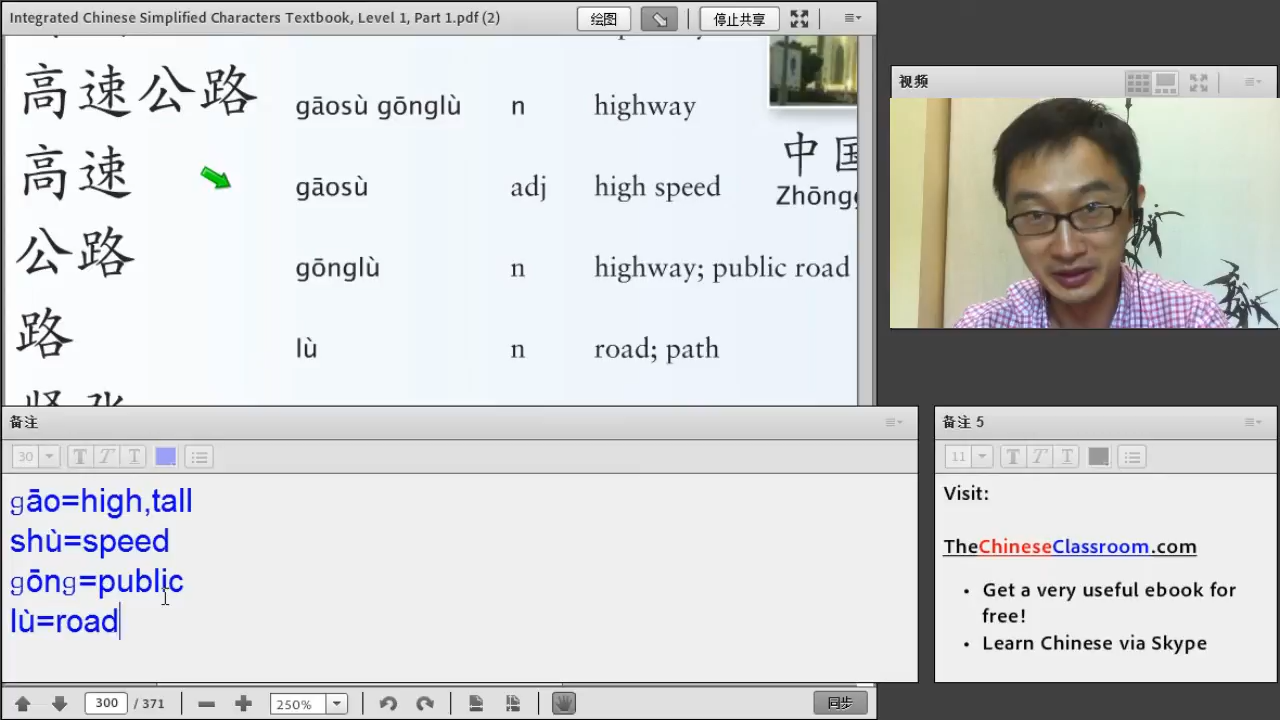 Integrated Chinese Simplified Characters Textbook, Level 1, Part 1.pdf (2)
绘图
停止共享
高速公路 gāosù gōnglù n highway
高速 gāosù adj high speed
公路 gōnglù n highway; public road
路 lù n road; path
中国
Zhōngg
视频
备注
30
T T T
gāo=high,tall
shù=speed
gōng=public
lù=road
备注 5
11
T T T
Visit:
TheChineseClassroom.com
• Get a very useful ebook for
free!
• Learn Chinese via Skype
300 / 371
250%
同步